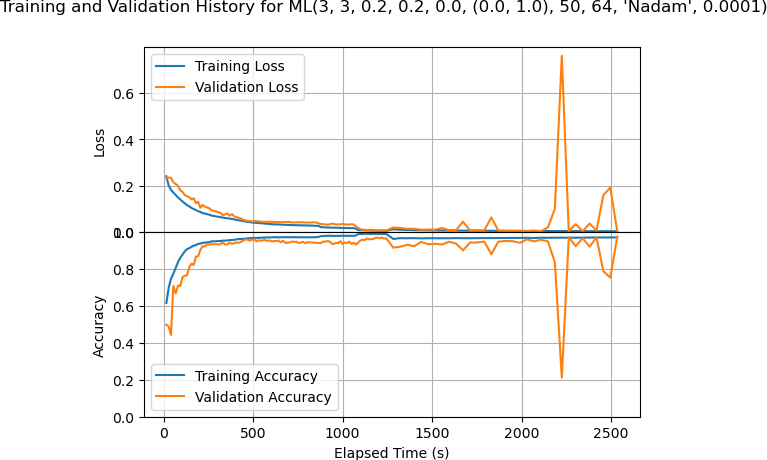 Training and Validation History for ML(3, 3, 0.2, 0.2, 0.0, (0.0, 1.0), 50, 64, 'Nadam', 0.0001)
Training Loss
Validation Loss
Loss
0.6
0.4
0.2
0.0
1.0
0.8
0.6
0.4
0.2
0.0
Accuracy
Training Accuracy
Validation Accuracy
0
500
1000
1500
2000
2500
Elapsed Time (s)